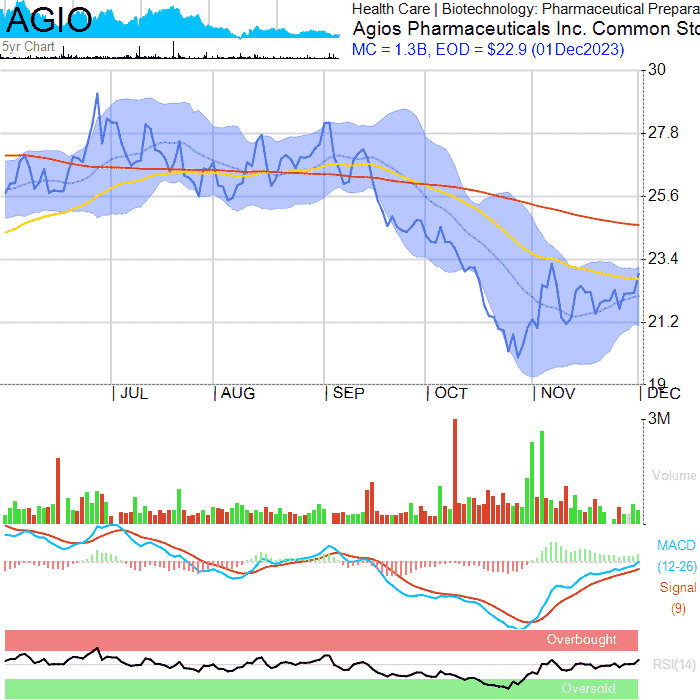 AGIO
5yr Chart
Health Care | Biotechnology: Pharmaceutical Prepara
Agios Pharmaceuticals Inc. Common Sto
MC = 1.3B, EOD = $22.9 (01Dec2023)
30
27.8
25.6
23.4
21.2
19
JUL AUG SEP OCT NOV DEC
3M
Volume
MACD
(12-26)
Signal
(9)
Overbought
RSI(14)
Oversold